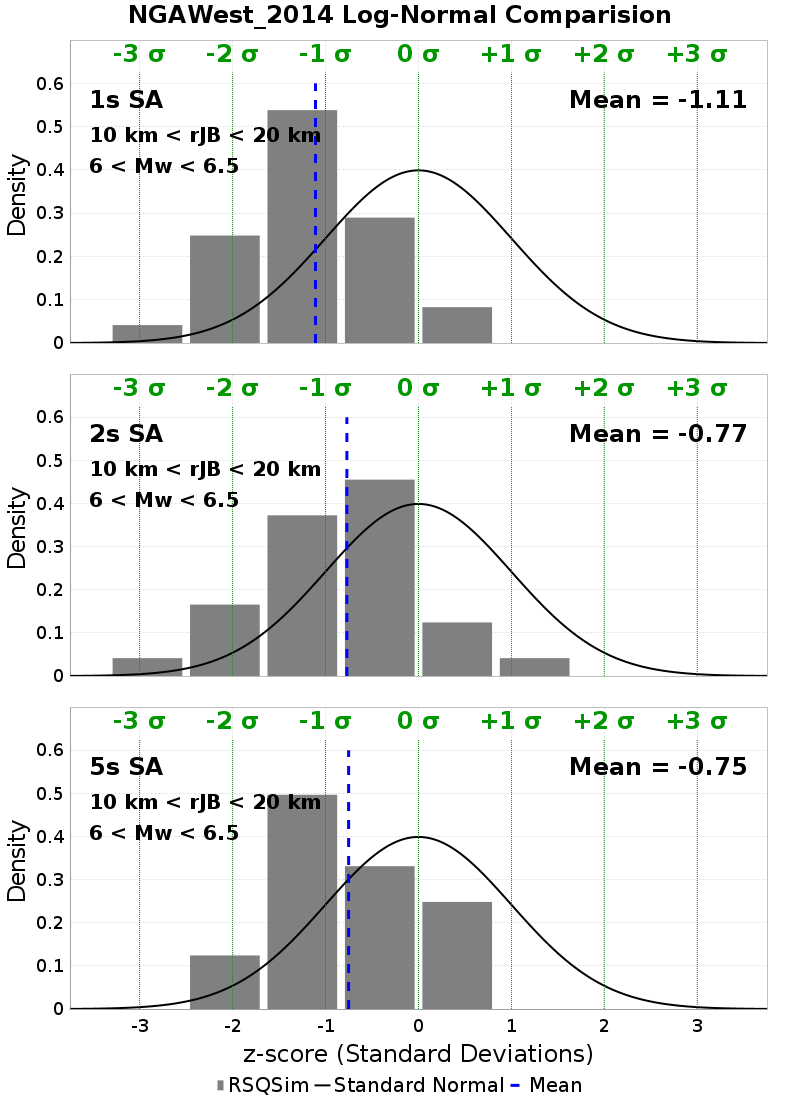 NGAWest_2014 Log-Normal Comparision
-3 σ -2 σ -1 σ 0 σ +1 σ +2 σ +3 σ
0.6
1s SA Mean = -1.11
0.5
10 km < rJB < 20 km
6 < Mw < 6.5
0.4
0.3
0.2
0.1
0
Density
-3 σ -2 σ -1 σ 0 σ +1 σ +2 σ +3 σ
0.6
2s SA Mean = -0.77
0.5
10 km < rJB < 20 km
6 < Mw < 6.5
0.4
0.3
0.2
0.1
0
Density
-3 σ -2 σ -1 σ 0 σ +1 σ +2 σ +3 σ
0.6
5s SA Mean = -0.75
0.5
10 km < rJB < 20 km
6 < Mw < 6.5
0.4
0.3
0.2
0.1
0
Density
-3 -2 -1 0 1 2 3
z-score (Standard Deviations)
RSQSim Standard Normal Mean